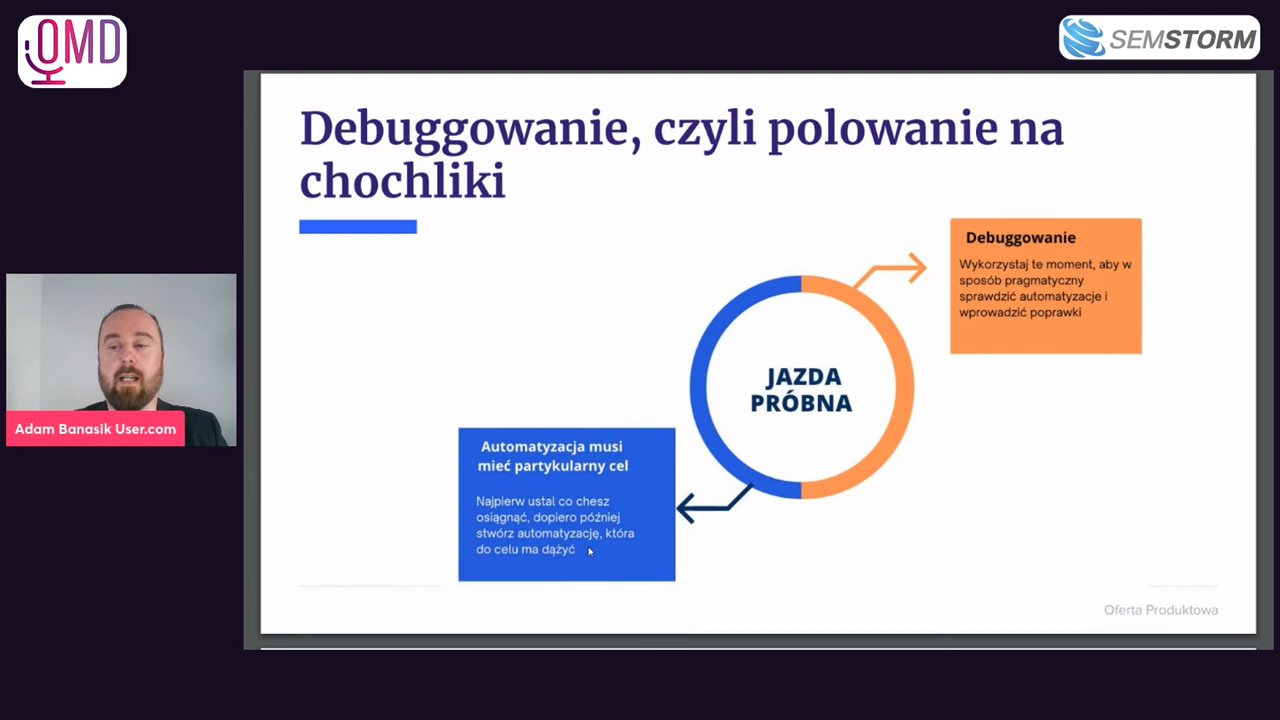 OMD
SEMSTORM
Debuggowanie, czyli polowanie na
chochliki
Debuggowanie
Wykorzystaj te moment, aby w
sposób pragmatyczny
sprawdzić automatyzacje i
wprowadzić poprawki
JAZDA
PRÓBNA
Automatyzacja musi
mieć partykularny cel
Najpierw ustal co chesz
osiągnąć, dopiero później
stwórz automatyzację, która
do celu ma dążyć
Adam Banasik User.com
Oferta Produktowa